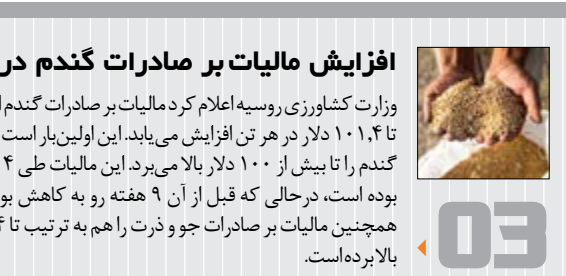 افزایش مالیات بر صادرات گندم در
وزارت کشاورزی روسیه اعلام کرد مالیات بر صادرات گندم ا
تا ۱۰۱٫۴ دلار در هر تن افزایش می‌یابد. این اولین‌بار است
گندم را تا بیش از ۱۰۰ دلار بالا می‌برد. این مالیات طی ۴
بوده است، درحالی که قبل از آن ۹ هفته رو به کاهش بو
همچنین مالیات بر صادرات جو و ذرت را هم به ترتیب تا ۴
بالا برده‌است.
03